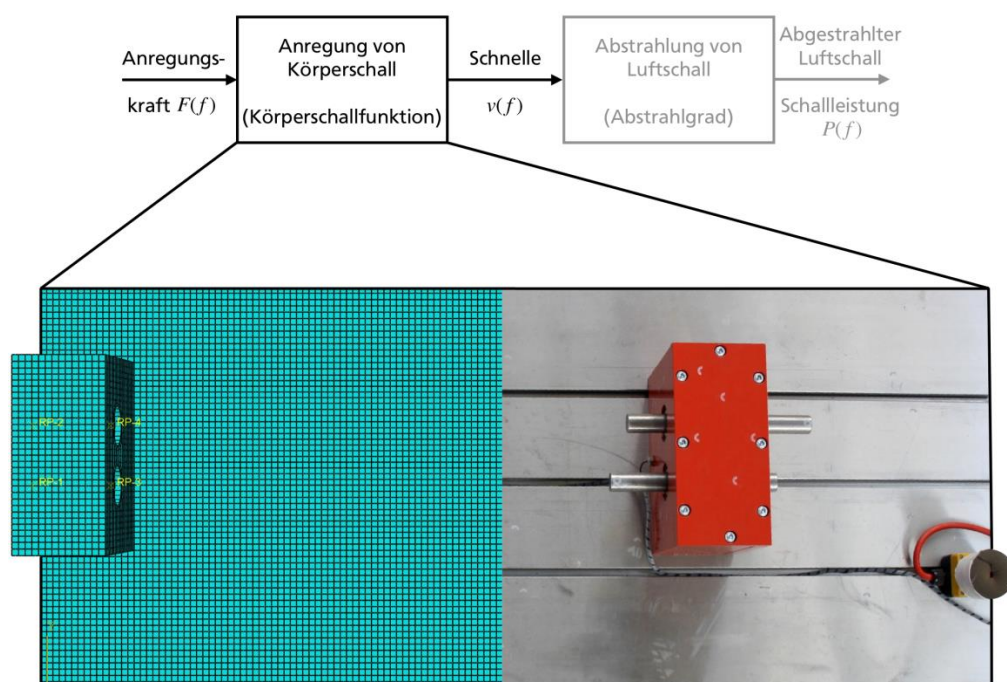 Anregungs-
kraft F(f)
Anregung von
Körperschall
(Körperschallfunktion)
Schnelle
v(f)
Abstrahlung von
Luftschall
(Abstrahlgrad)
Abgestrahlter
Luftschall
Schallleistung
P(f)
RP-2
RP-4
RP-1
RP-3